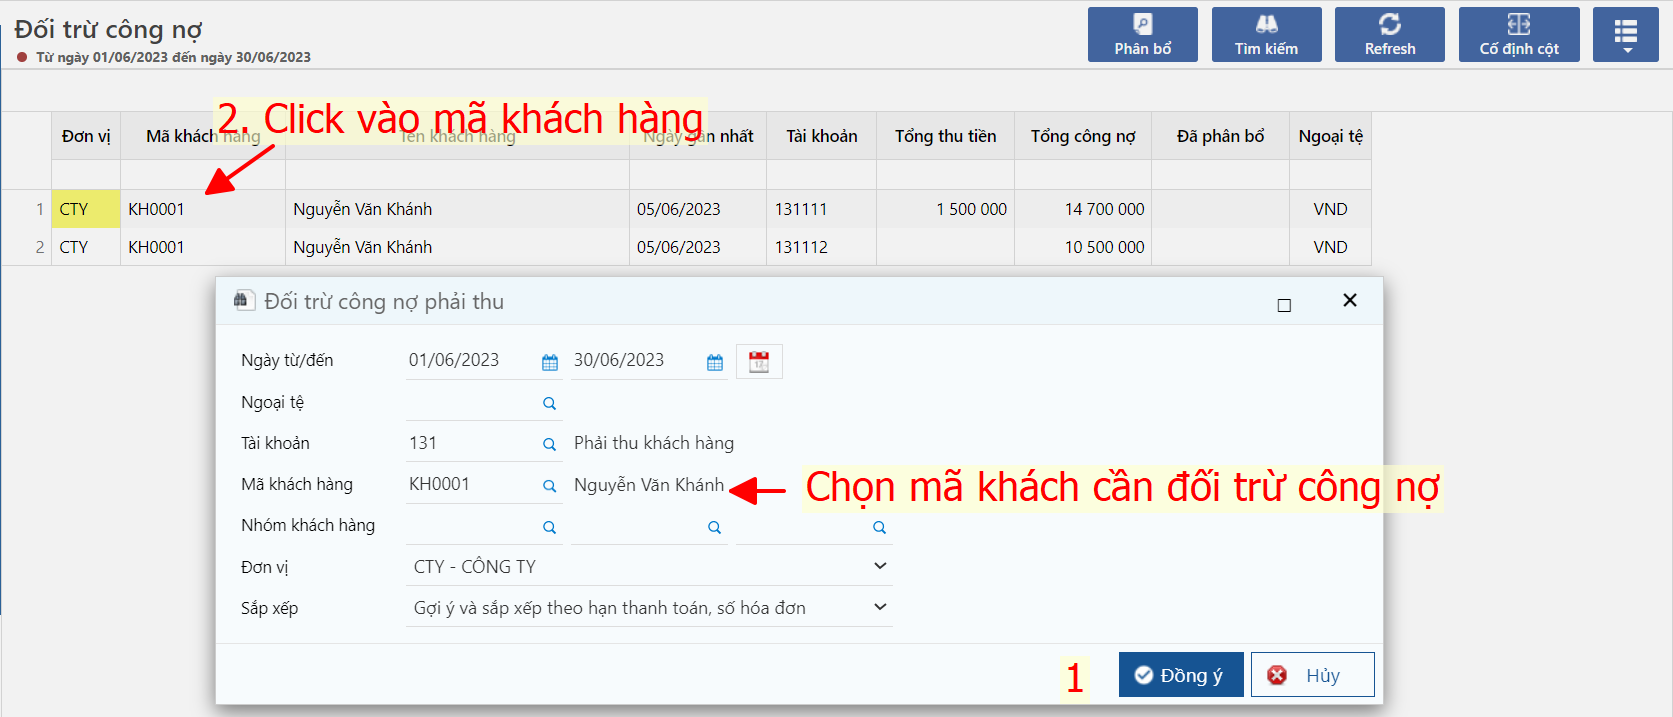 Đối trừ công nợ
Từ ngày 01/06/2023 đến ngày 30/06/2023
Phân bổ
Tìm kiếm
Refresh
Cố định cột
2. Click vào mã khách hàng
Đơn vị Mã khách hàng Tên khách hàng Ngày gần nhất Tài khoản Tổng thu tiền Tổng công nợ Đã phân bổ Ngoại tệ
1 CTY KH0001 Nguyễn Văn Khánh 05/06/2023 131111 1 500 000 14 700 000 VND
2 CTY KH0001 Nguyễn Văn Khánh 05/06/2023 131112 10 500 000 VND
Đối trừ công nợ phải thu
Ngày từ/đến 01/06/2023 30/06/2023
Ngoại tệ
Tài khoản 131 Phải thu khách hàng
Mã khách hàng KH0001 Nguyễn Văn Khánh
Chọn mã khách cần đối trừ công nợ
Nhóm khách hàng
Đơn vị CTY - CÔNG TY
Sắp xếp Gợi ý và sắp xếp theo hạn thanh toán, số hóa đơn
1 Đồng ý Hủy